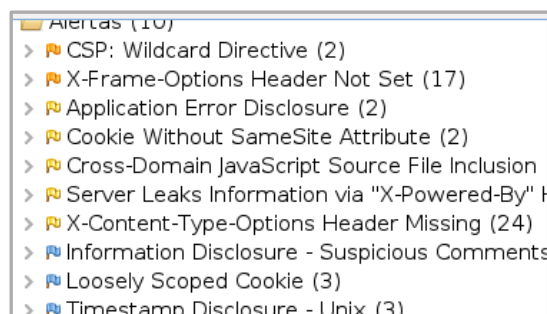 Alertas (10)
CSP: Wildcard Directive (2)
X-Frame-Options Header Not Set (17)
Application Error Disclosure (2)
Cookie Without SameSite Attribute (2)
Cross-Domain JavaScript Source File Inclusion
Server Leaks Information via "X-Powered-By" H
X-Content-Type-Options Header Missing (24)
Information Disclosure - Suspicious Comments
Loosely Scoped Cookie (3)
Timestamp Disclosure - Unix (3)